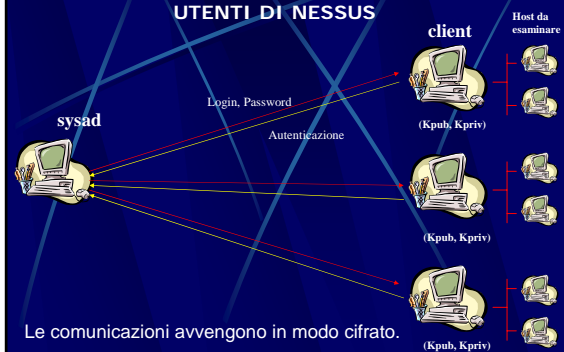 UTENTI DI NESSUS
client
Host da
esaminare
Login, Password
sysad
Autenticazione
(Kpub, Kpriv)
(Kpub, Kpriv)
(Kpub, Kpriv)
Le comunicazioni avvengono in modo cifrato.